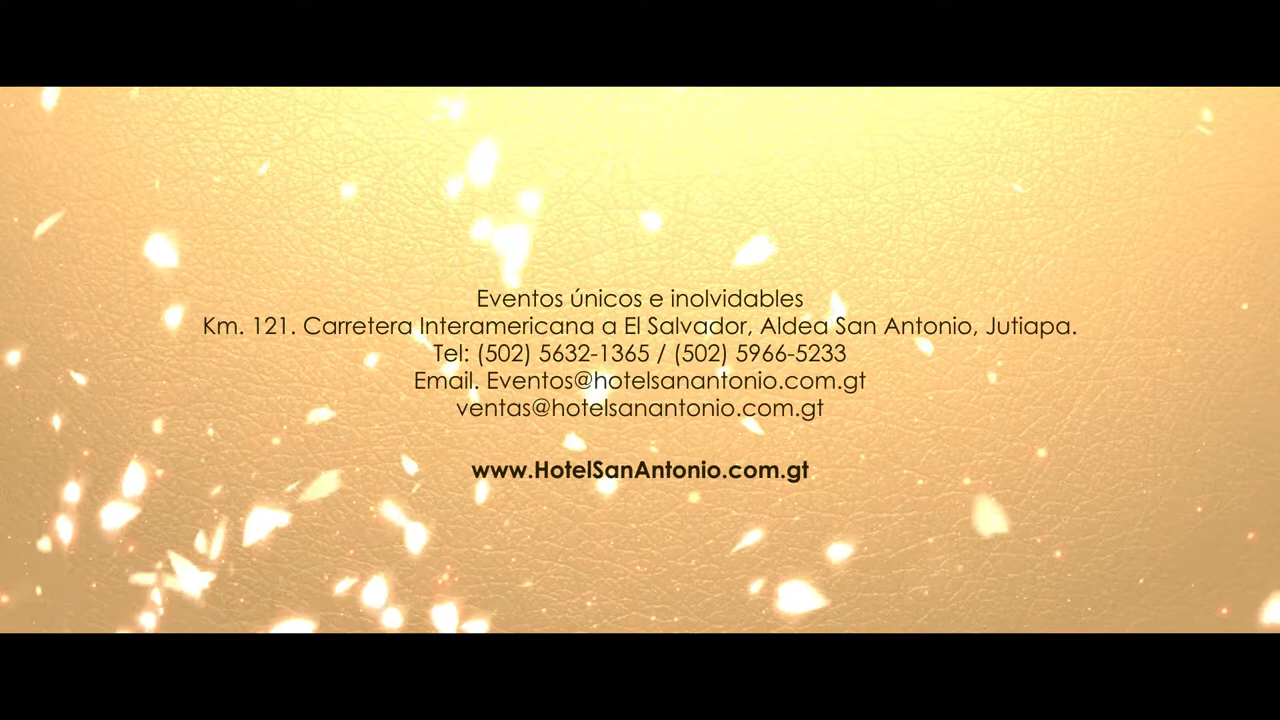 Eventos únicos e inolvidables
Km. 121. Carretera Interamericana a El Salvador, Aldea San Antonio, Jutiapa.
Tel: (502) 5632-1365 / (502) 5966-5233
Email. Eventos@hotelsanantonio.com.gt
ventas@hotelsanantonio.com.gt
www.HotelSanAntonio.com.gt